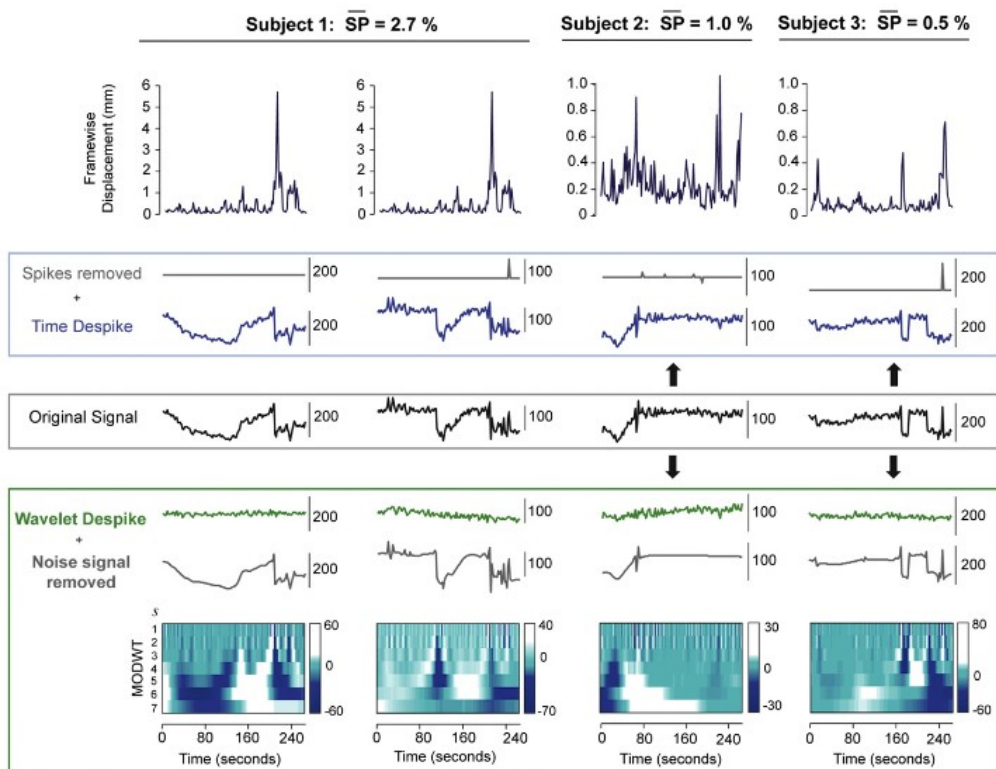 Subject 1: SP = 2.7 %
Subject 2: SP = 1.0 %
Subject 3: SP = 0.5 %
Framewise
Displacement (mm)
6
5
4
3
2
1
0
6
5
4
3
2
1
0
1.0
0.8
0.6
0.4
0.2
0
1.0
0.8
0.6
0.4
0.2
0
Spikes removed 200 100 100 200
+
Time Despike 200 100 100 200
Original Signal 200 100 100 200
Wavelet Despike 200 100 100 200
+
Noise signal
removed
200 100 100 200
s
MODWT
1
2
3
4
5
6
7
60
0
-60
40
0
-70
30
0
-30
80
0
-60
0 80 160 240 0 80 160 240 0 80 160 240 0 80 160 240
Time (seconds) Time (seconds) Time (seconds) Time (seconds)